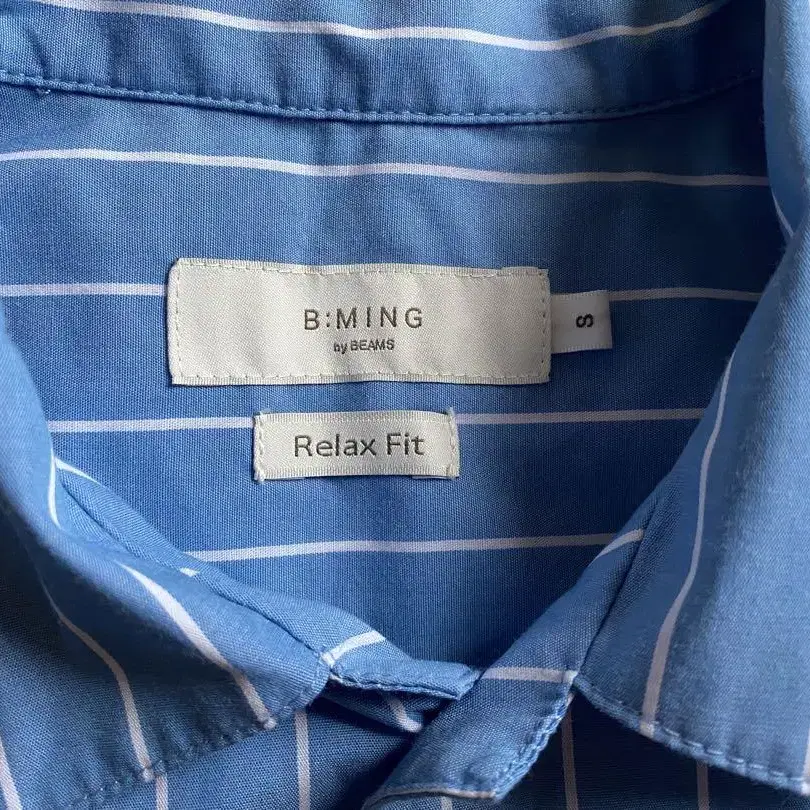 B:MING
by BEAMS
S
Relax Fit